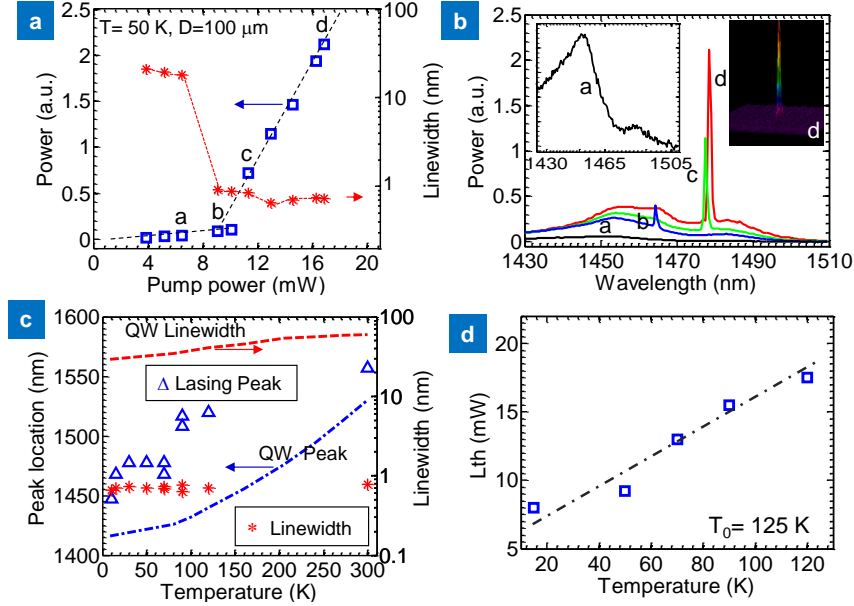 a
T= 50 K, D=100 μm
d
c
b
a
Power (a.u.)
2.5
2
1.5
1
0.5
0
0 4 8 12 16 20
Pump power (mW)
100
10
1
0.1
Linewidth (nm)
b
Power (a.u.)
2.5
2
1.5
1
0.5
0
a
1430 1465 1505
d
d
c
b
a
1430 1450 1470 1490 1510
Wavelength (nm)
c
QW Linewidth
Δ Lasing Peak
QW Peak
* Linewidth
Peak location (nm)
1600
1550
1500
1450
1400
0 50 100 150 200 250 300
Temperature (K)
100
10
1
0.1
Linewidth (nm)
d
Lth (mW)
20
15
10
5
T0= 125 K
20 40 60 80 100 120
Temperature (K)